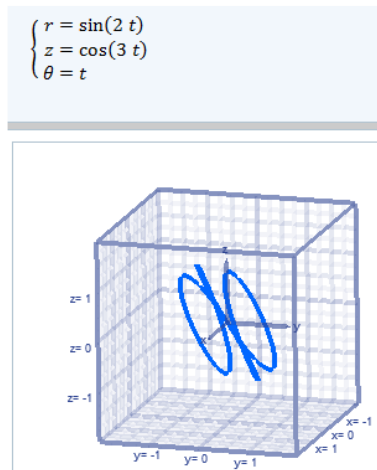 r = sin(2 t)
z = cos(3 t)
θ = t
z
z= 1
y
z= 0
x
z= -1
x= -1
x= 0
x= 1
y= -1
y= 0
y= 1